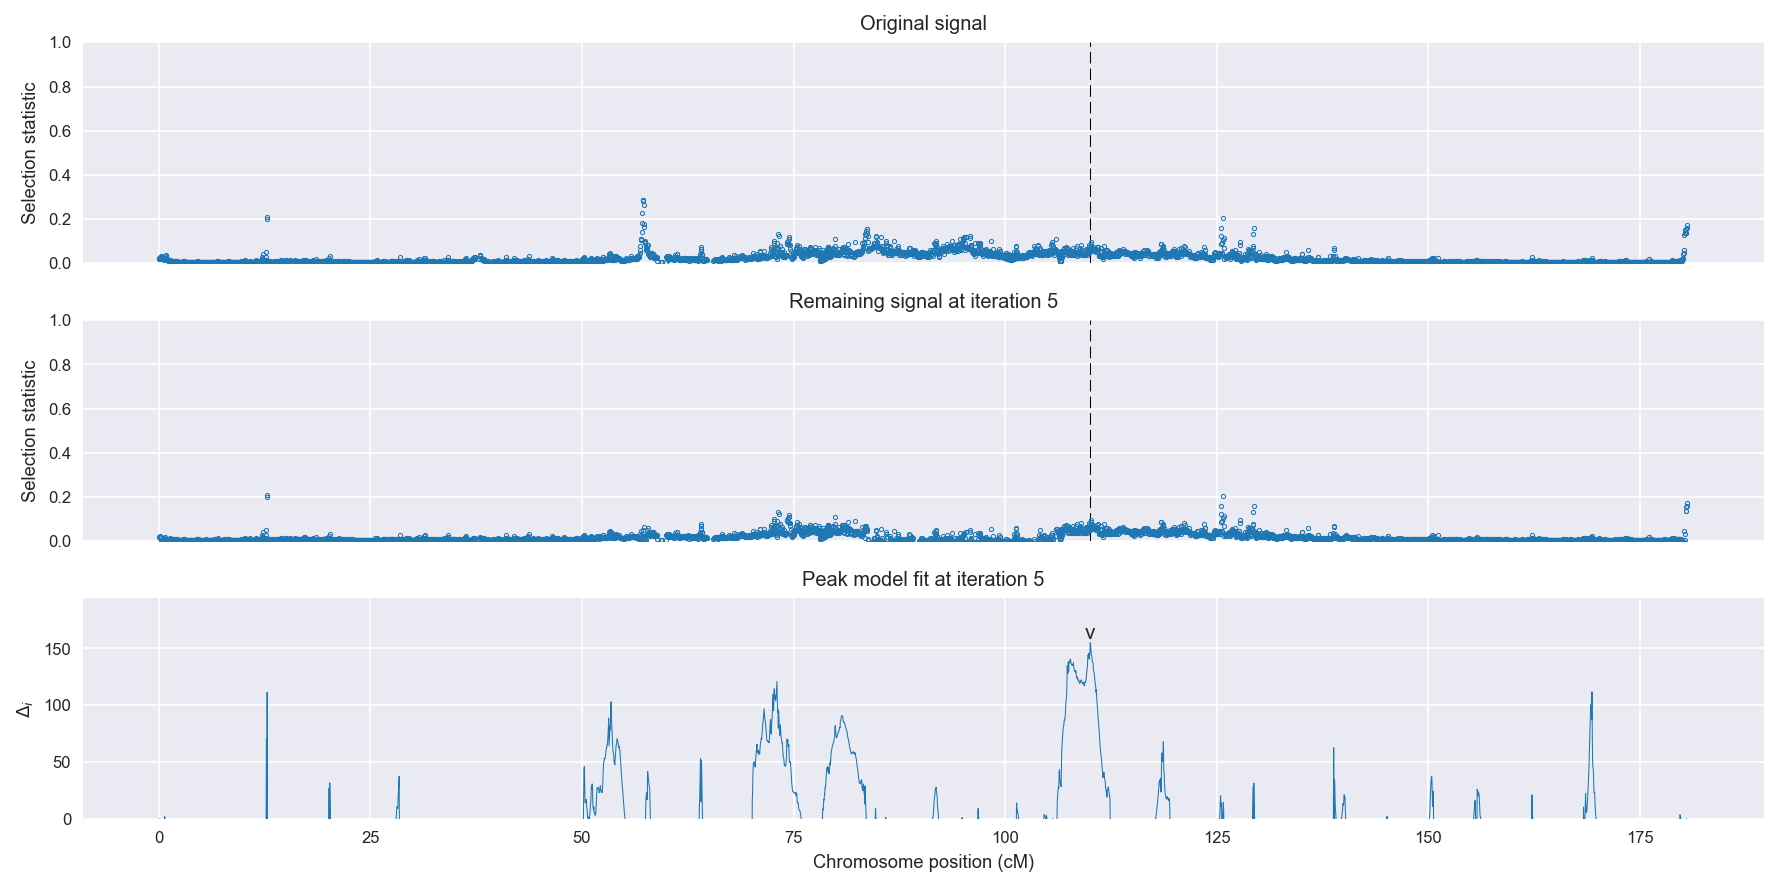 Original signal
1.0
0.8
0.6
0.4
0.2
0.0
Selection statistic
Remaining signal at iteration 5
1.0
0.8
0.6
0.4
0.2
0.0
Selection statistic
Peak model fit at iteration 5
v
150
100
50
0
Δi
0 25 50 75 100 125 150 175
Chromosome position (cM)